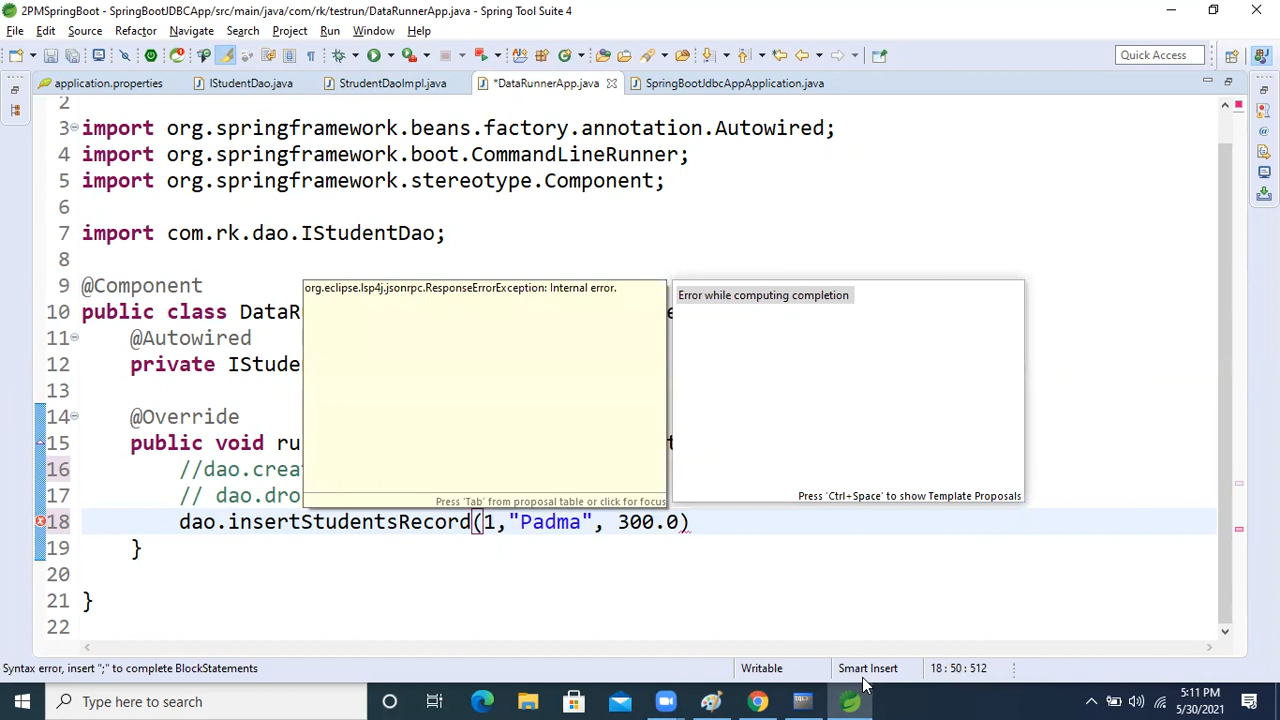 2PMSpringBoot - SpringBootJDBCApp/src/main/java/com/rk/testrun/DataRunnerApp.java - Spring Tool Suite 4
File Edit Source Refactor Navigate Search Project Run Window Help
Quick Access
application.properties IStudentDao.java StrudentDaoImpl.java *DataRunnerApp.java SpringBootJdbcAppApplication.java
2
3 import org.springframework.beans.factory.annotation.Autowired;
4 import org.springframework.boot.CommandLineRunner;
5 import org.springframework.stereotype.Component;
6
7 import com.rk.dao.IStudentDao;
8
9 @Component
10 public class DataR
11 @Autowired
12 private IStude
13
14 @Override
15 public void ru
16 //dao.crea
17 // dao.dro
18 dao.insertStudentsRecord(1,"Padma", 300.0)
19 }
20
21 }
22
org.eclipse.lsp4j.jsonrpc.ResponseErrorException: Internal error.
Press 'Tab' from proposal table or click for focus
Error while computing completion
Press 'Ctrl+Space' to show Template Proposals
Syntax error, insert ";" to complete BlockStatements Writable Smart Insert 18 : 50 : 512
Type here to search
5:11 PM
5/30/2021